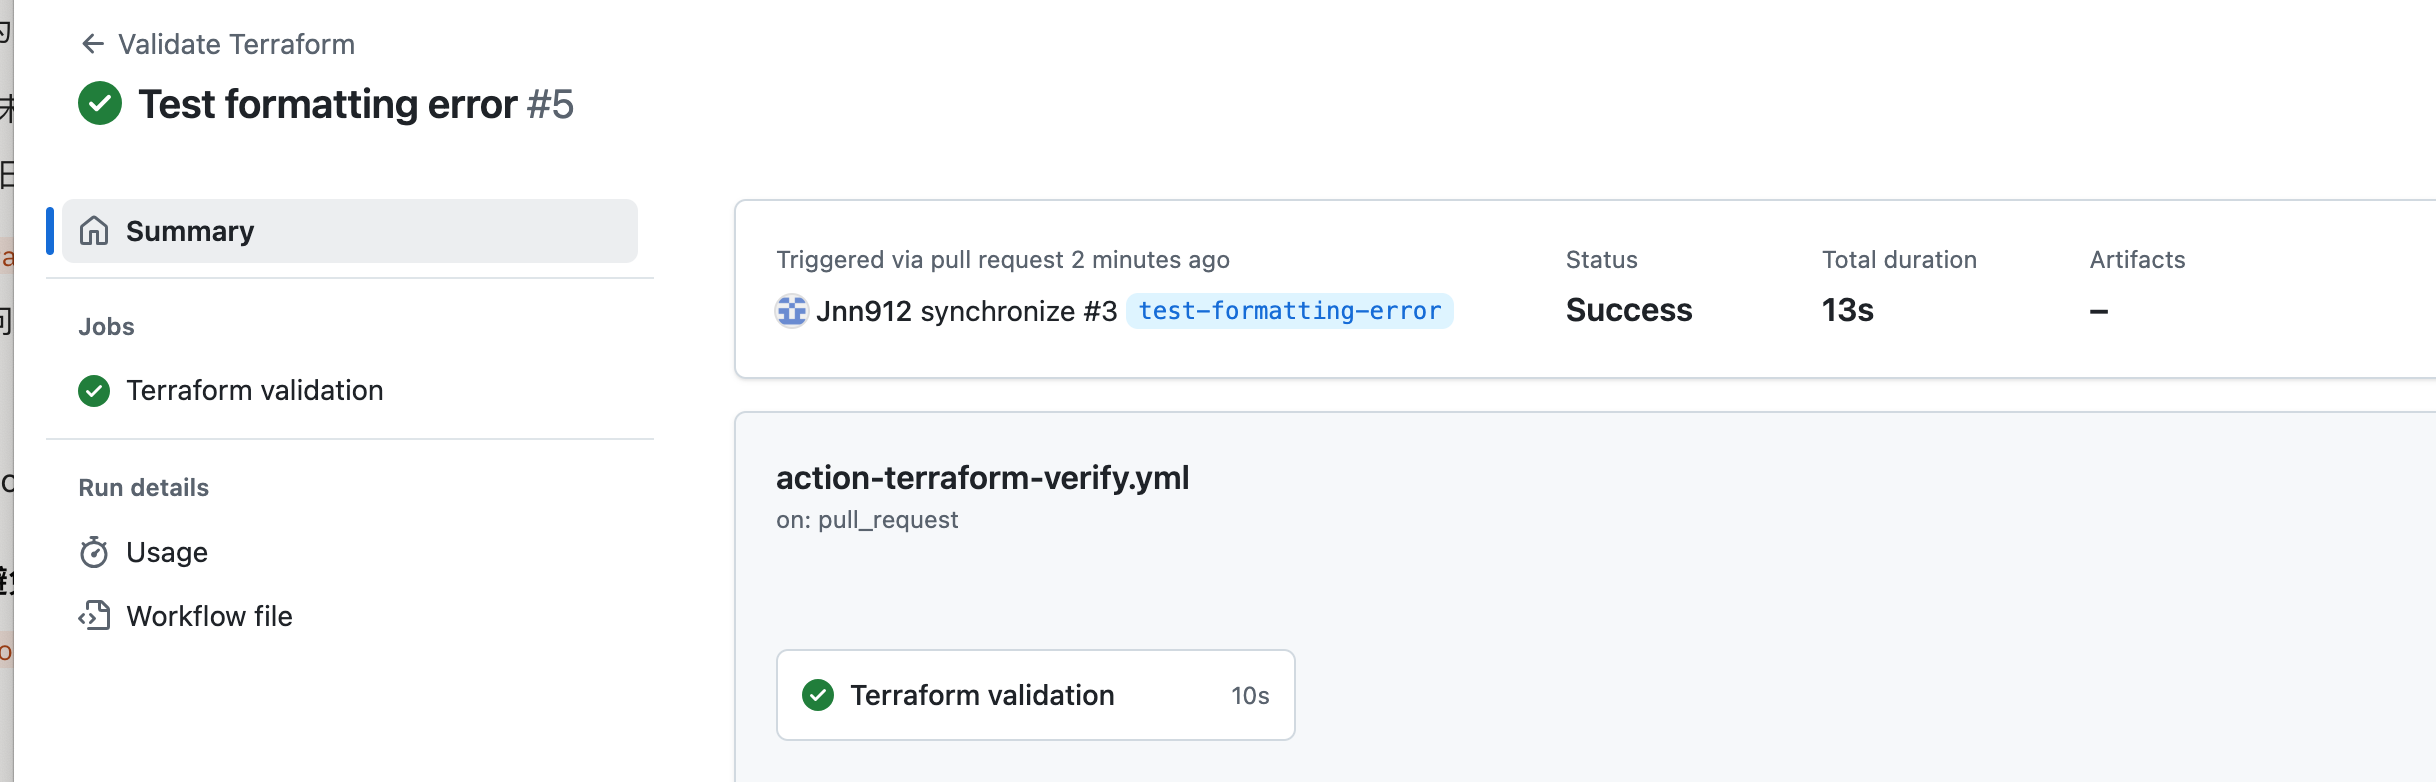 Validate Terraform
Test formatting error #5
Summary
Jobs
Terraform validation
Run details
Usage
Workflow file
Triggered via pull request 2 minutes ago
Jnn912 synchronize #3 test-formatting-error
Status
Success
Total duration
13s
Artifacts
–
action-terraform-verify.yml
on: pull_request
Terraform validation 10s